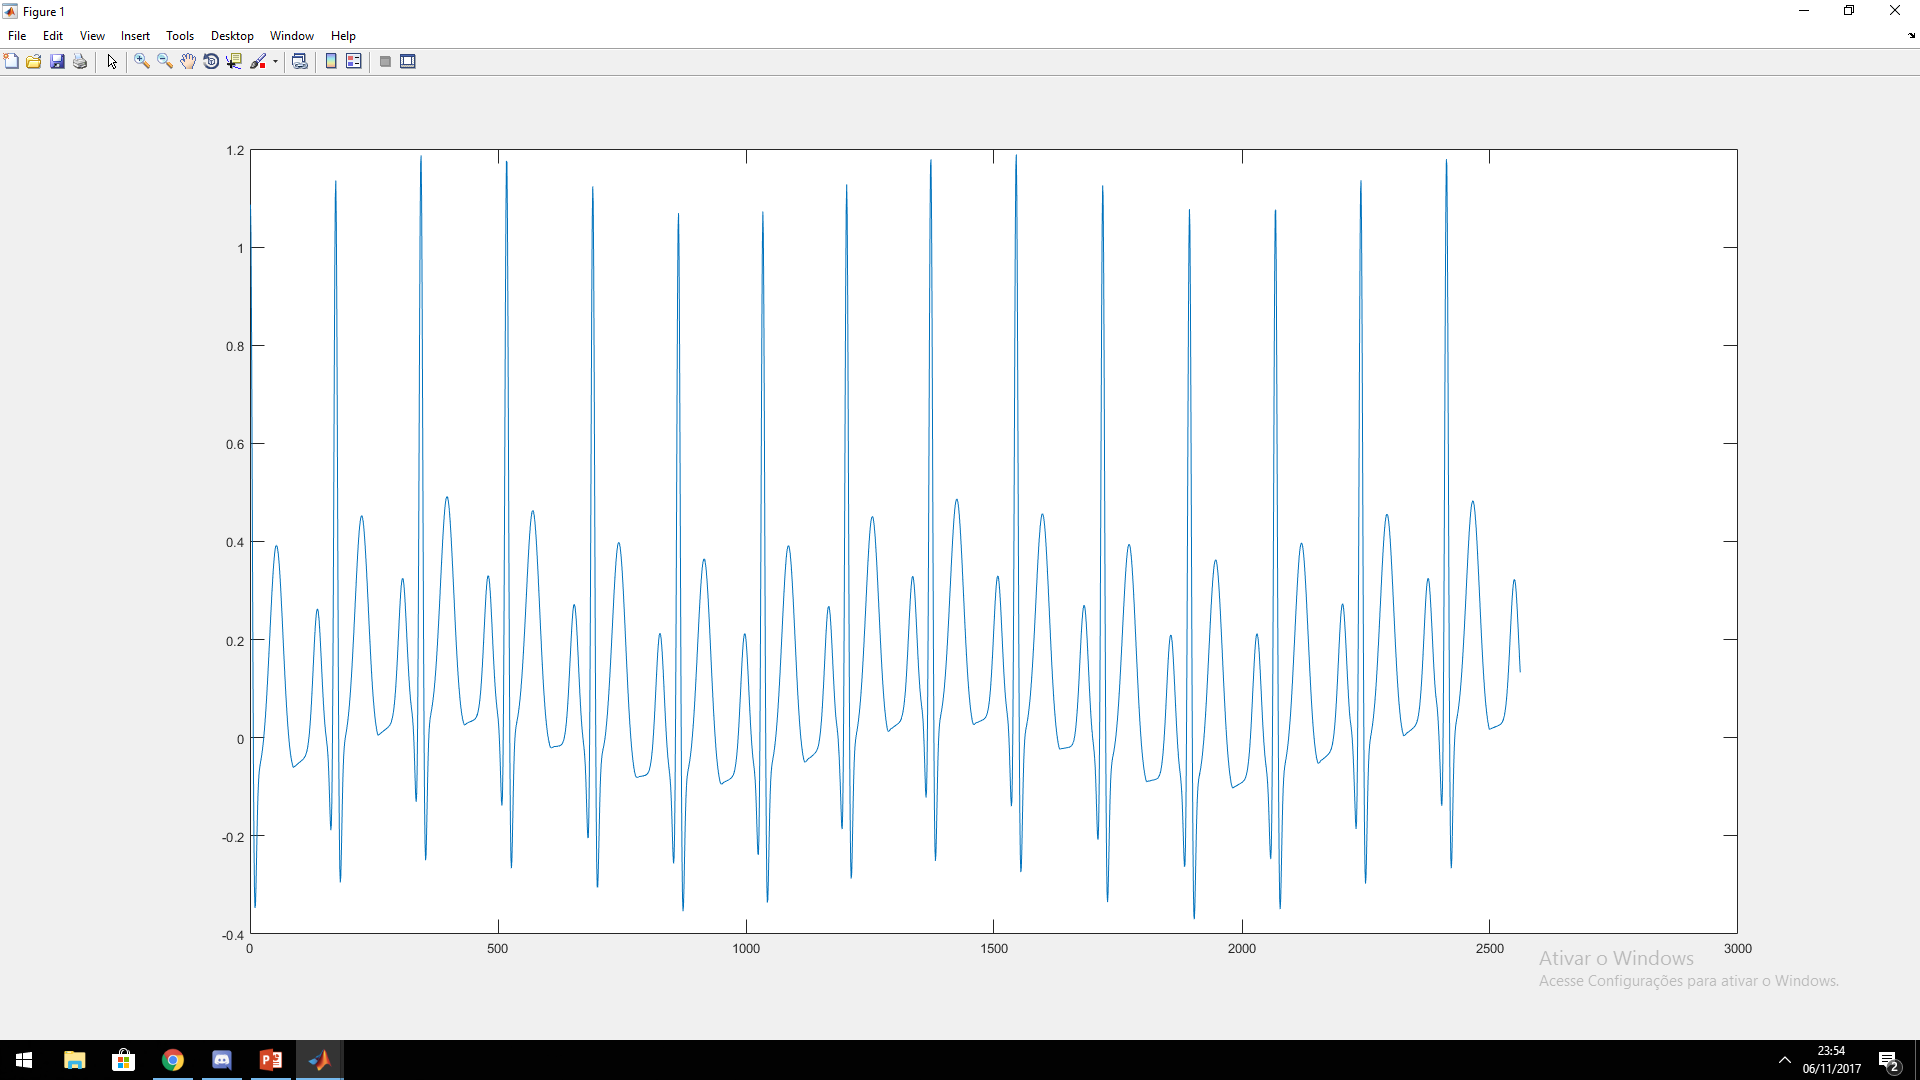 Figure 1
File Edit View Insert Tools Desktop Window Help
1.2
1
0.8
0.6
0.4
0.2
0
-0.2
-0.4
0 500 1000 1500 2000 2500 3000
Ativar o Windows
Acesse Configurações para ativar o Windows.
23:54
06/11/2017
2